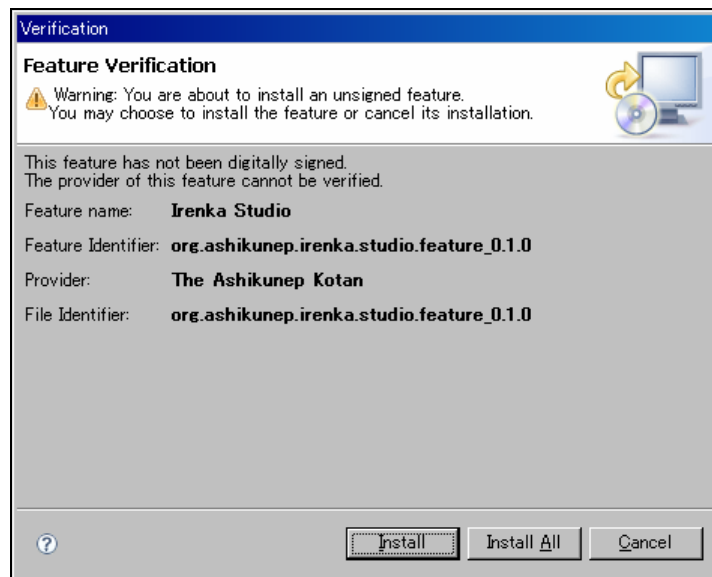 Verification
Feature Verification
Warning: You are about to install an unsigned feature.
You may choose to install the feature or cancel its installation.
This feature has not been digitally signed.
The provider of this feature cannot be verified.
Feature name: Irenka Studio
Feature Identifier: org.ashikunep.irenka.studio.feature_0.1.0
Provider: The Ashikunep Kotan
File Identifier: org.ashikunep.irenka.studio.feature_0.1.0
? Install Install All Cancel